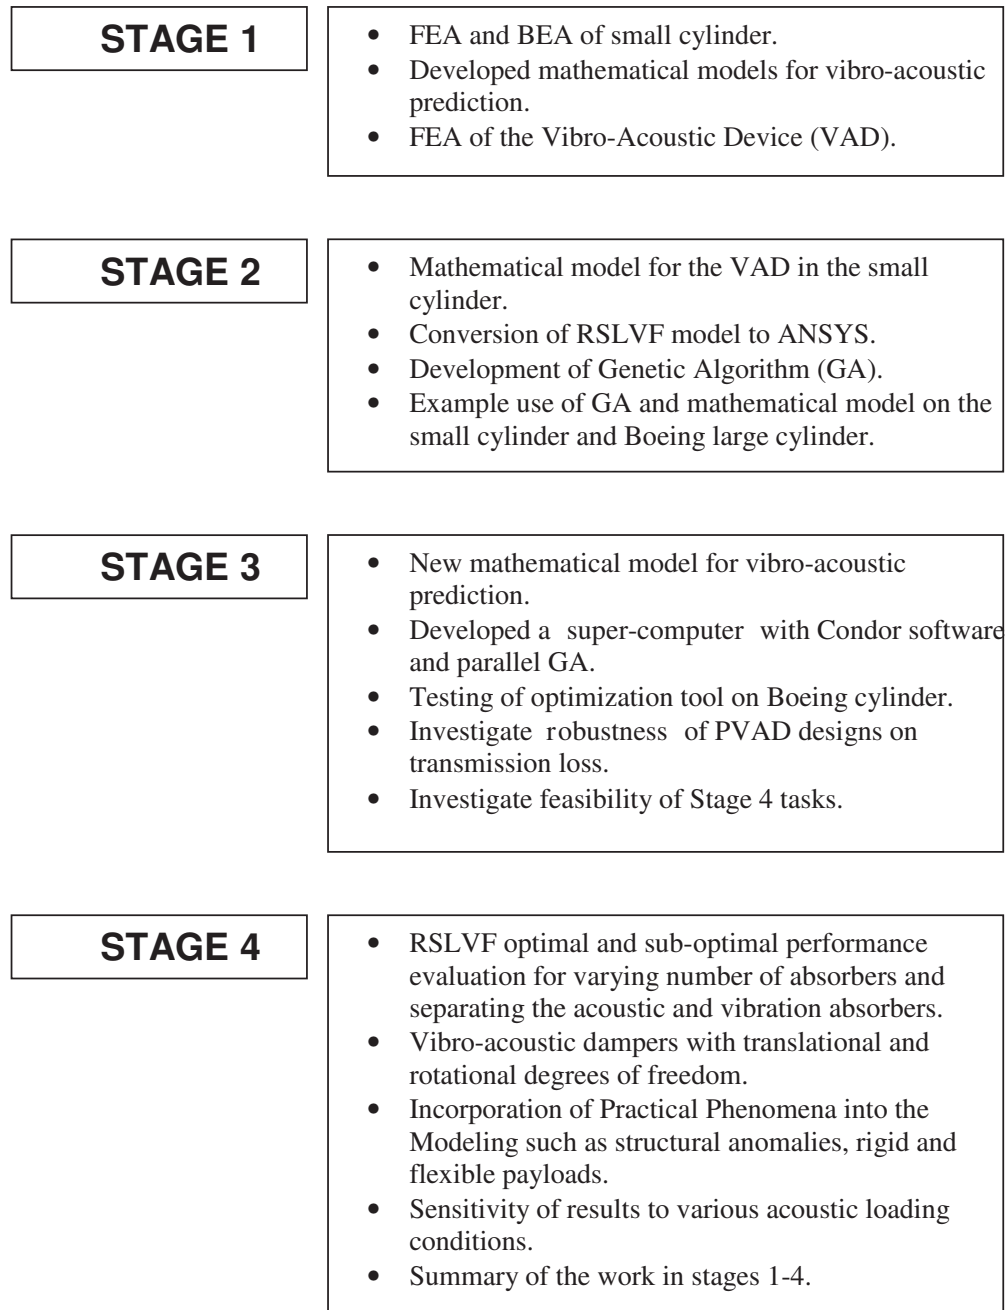 STAGE 1
• FEA and BEA of small cylinder.
• Developed mathematical models for vibro-acoustic
prediction.
• FEA of the Vibro-Acoustic Device (VAD).
STAGE 2
• Mathematical model for the VAD in the small
cylinder.
• Conversion of RSLVF model to ANSYS.
• Development of Genetic Algorithm (GA).
• Example use of GA and mathematical model on the
small cylinder and Boeing large cylinder.
STAGE 3
• New mathematical model for vibro-acoustic
prediction.
• Developed a super-computer with Condor software
and parallel GA.
• Testing of optimization tool on Boeing cylinder.
• Investigate robustness of PVAD designs on
transmission loss.
• Investigate feasibility of Stage 4 tasks.
STAGE 4
• RSLVF optimal and sub-optimal performance
evaluation for varying number of absorbers and
separating the acoustic and vibration absorbers.
• Vibro-acoustic dampers with translational and
rotational degrees of freedom.
• Incorporation of Practical Phenomena into the
Modeling such as structural anomalies, rigid and
flexible payloads.
• Sensitivity of results to various acoustic loading
conditions.
• Summary of the work in stages 1-4.